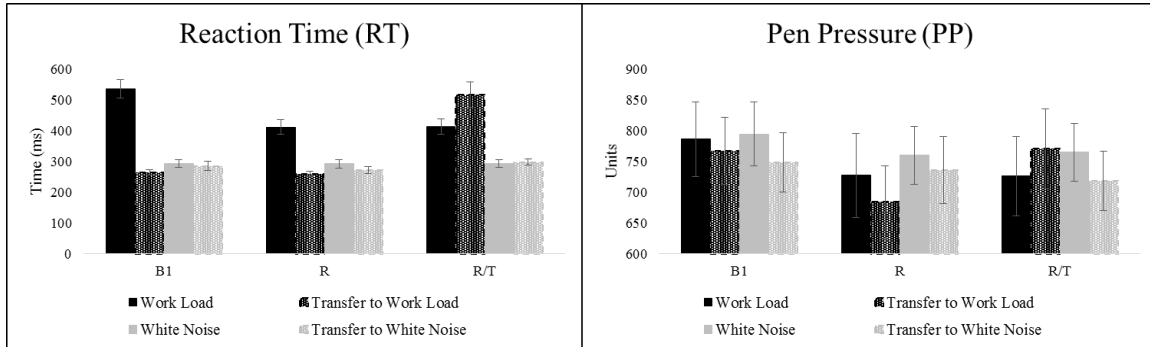 Reaction Time (RT)
600
500
400
300
200
100
0
Time (ms)
B1 R R/T
Work Load Transfer to Work Load
White Noise Transfer to White Noise
Pen Pressure (PP)
900
850
800
750
700
650
600
Units
B1 R R/T
Work Load Transfer to Work Load
White Noise Transfer to White Noise